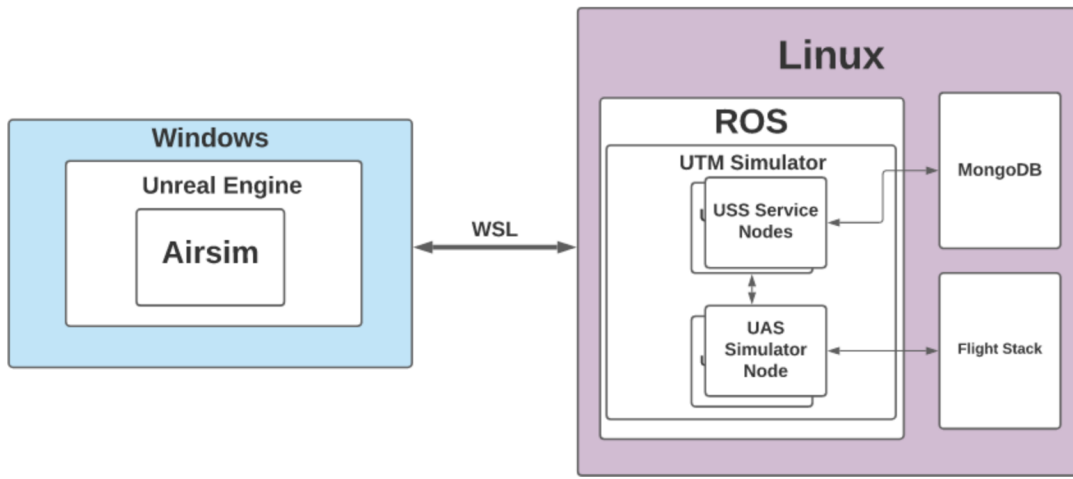 Windows
Unreal Engine
Airsim
WSL
Linux
ROS
UTM Simulator
USS Service
Nodes
UAS
Simulator
Node
MongoDB
Flight Stack